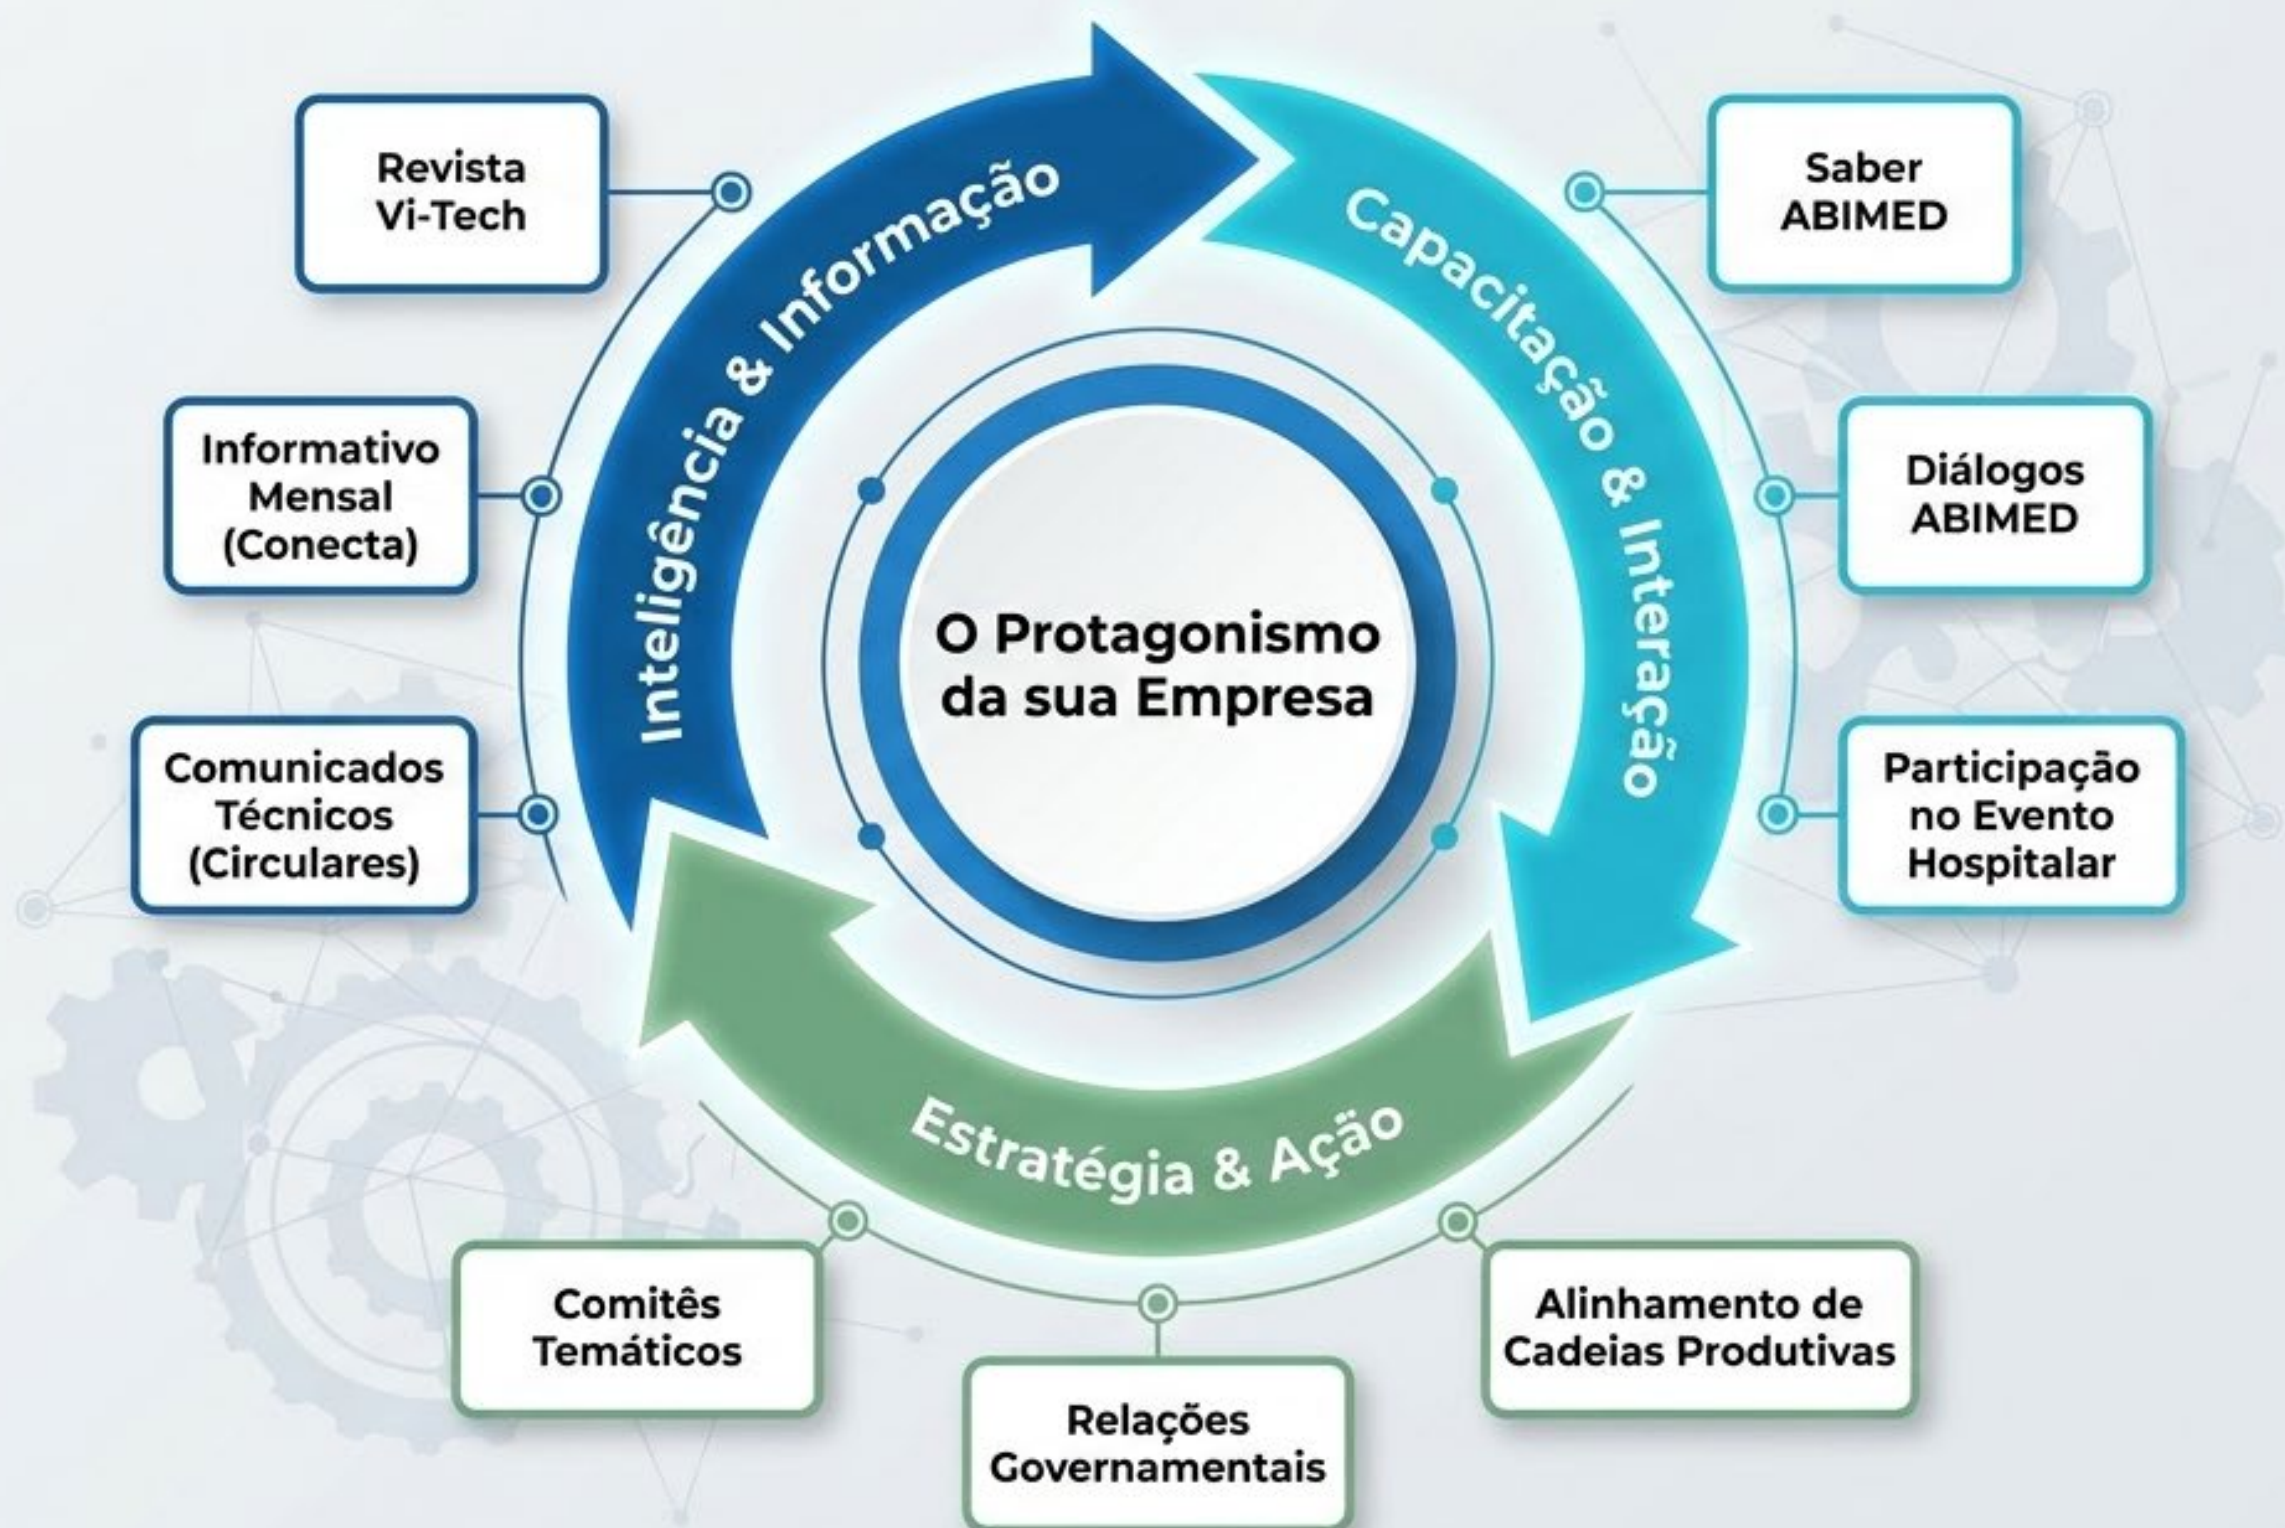 Revista
Vi-Tech
Informativo
Mensal
(Conecta)
Comunicados
Técnicos
(Circulares)
Inteligência & Informação
Capacitação & Interação
Saber
ABIMED
Diálogos
ABIMED
Participação
no Evento
Hospitalar
O Protagonismo
da sua Empresa
Estratégia & Ação
Comitês
Temáticos
Relações
Governamentais
Alinhamento de
Cadeias Produtivas